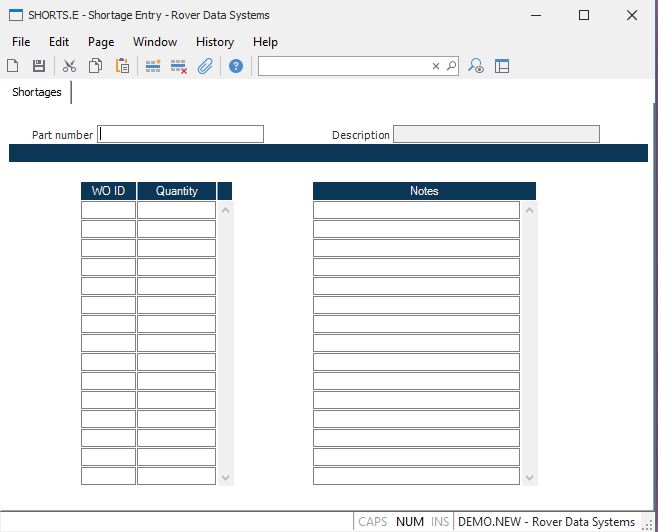 SHORTS.E - Shortage Entry - Rover Data Systems
File Edit Page Window History Help
Shortages
Part number Description
WO ID Quantity Notes
CAPS NUM INS DEMO.NEW - Rover Data Systems